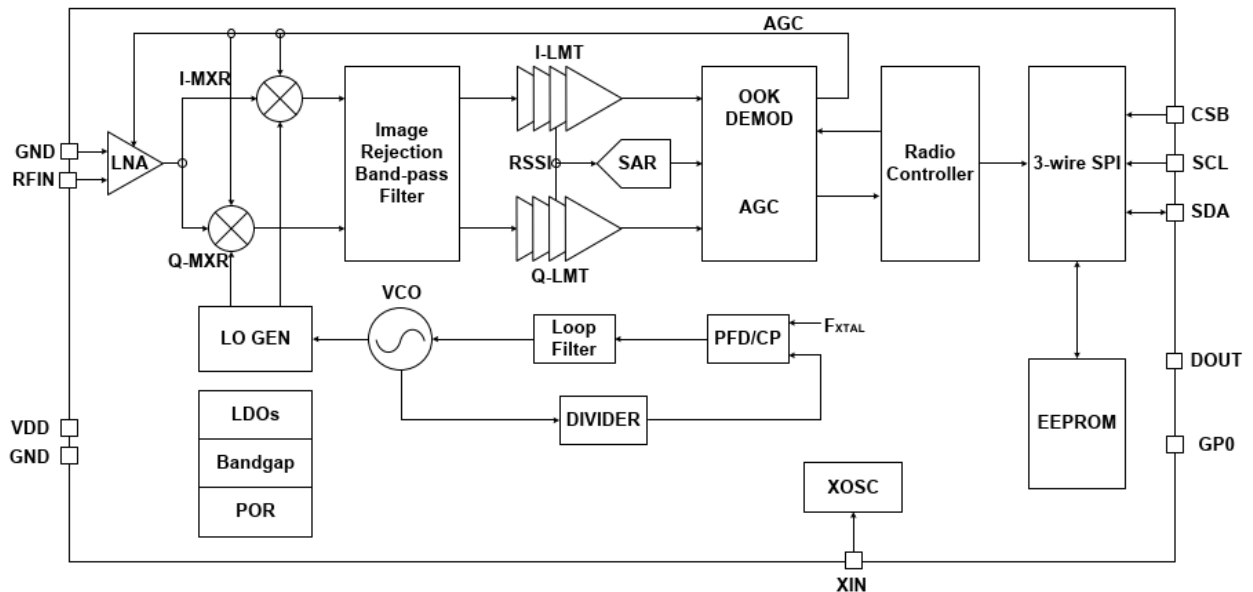 AGC
I-LMT
I-MXR
OOK
DEMOD
AGC
CSB
Image
Rejection
Band-pass
Filter
GND
LNA
RFIN
RSSI
SAR
Radio
Controller
3-wire SPI
SCL
SDA
Q-MXR
Q-LMT
VCO
LO GEN
Loop
Filter
PFD/CP
FXTAL
DOUT
LDOs
DIVIDER
EEPROM
VDD
GND
Bandgap
GP0
POR
XOSC
XIN